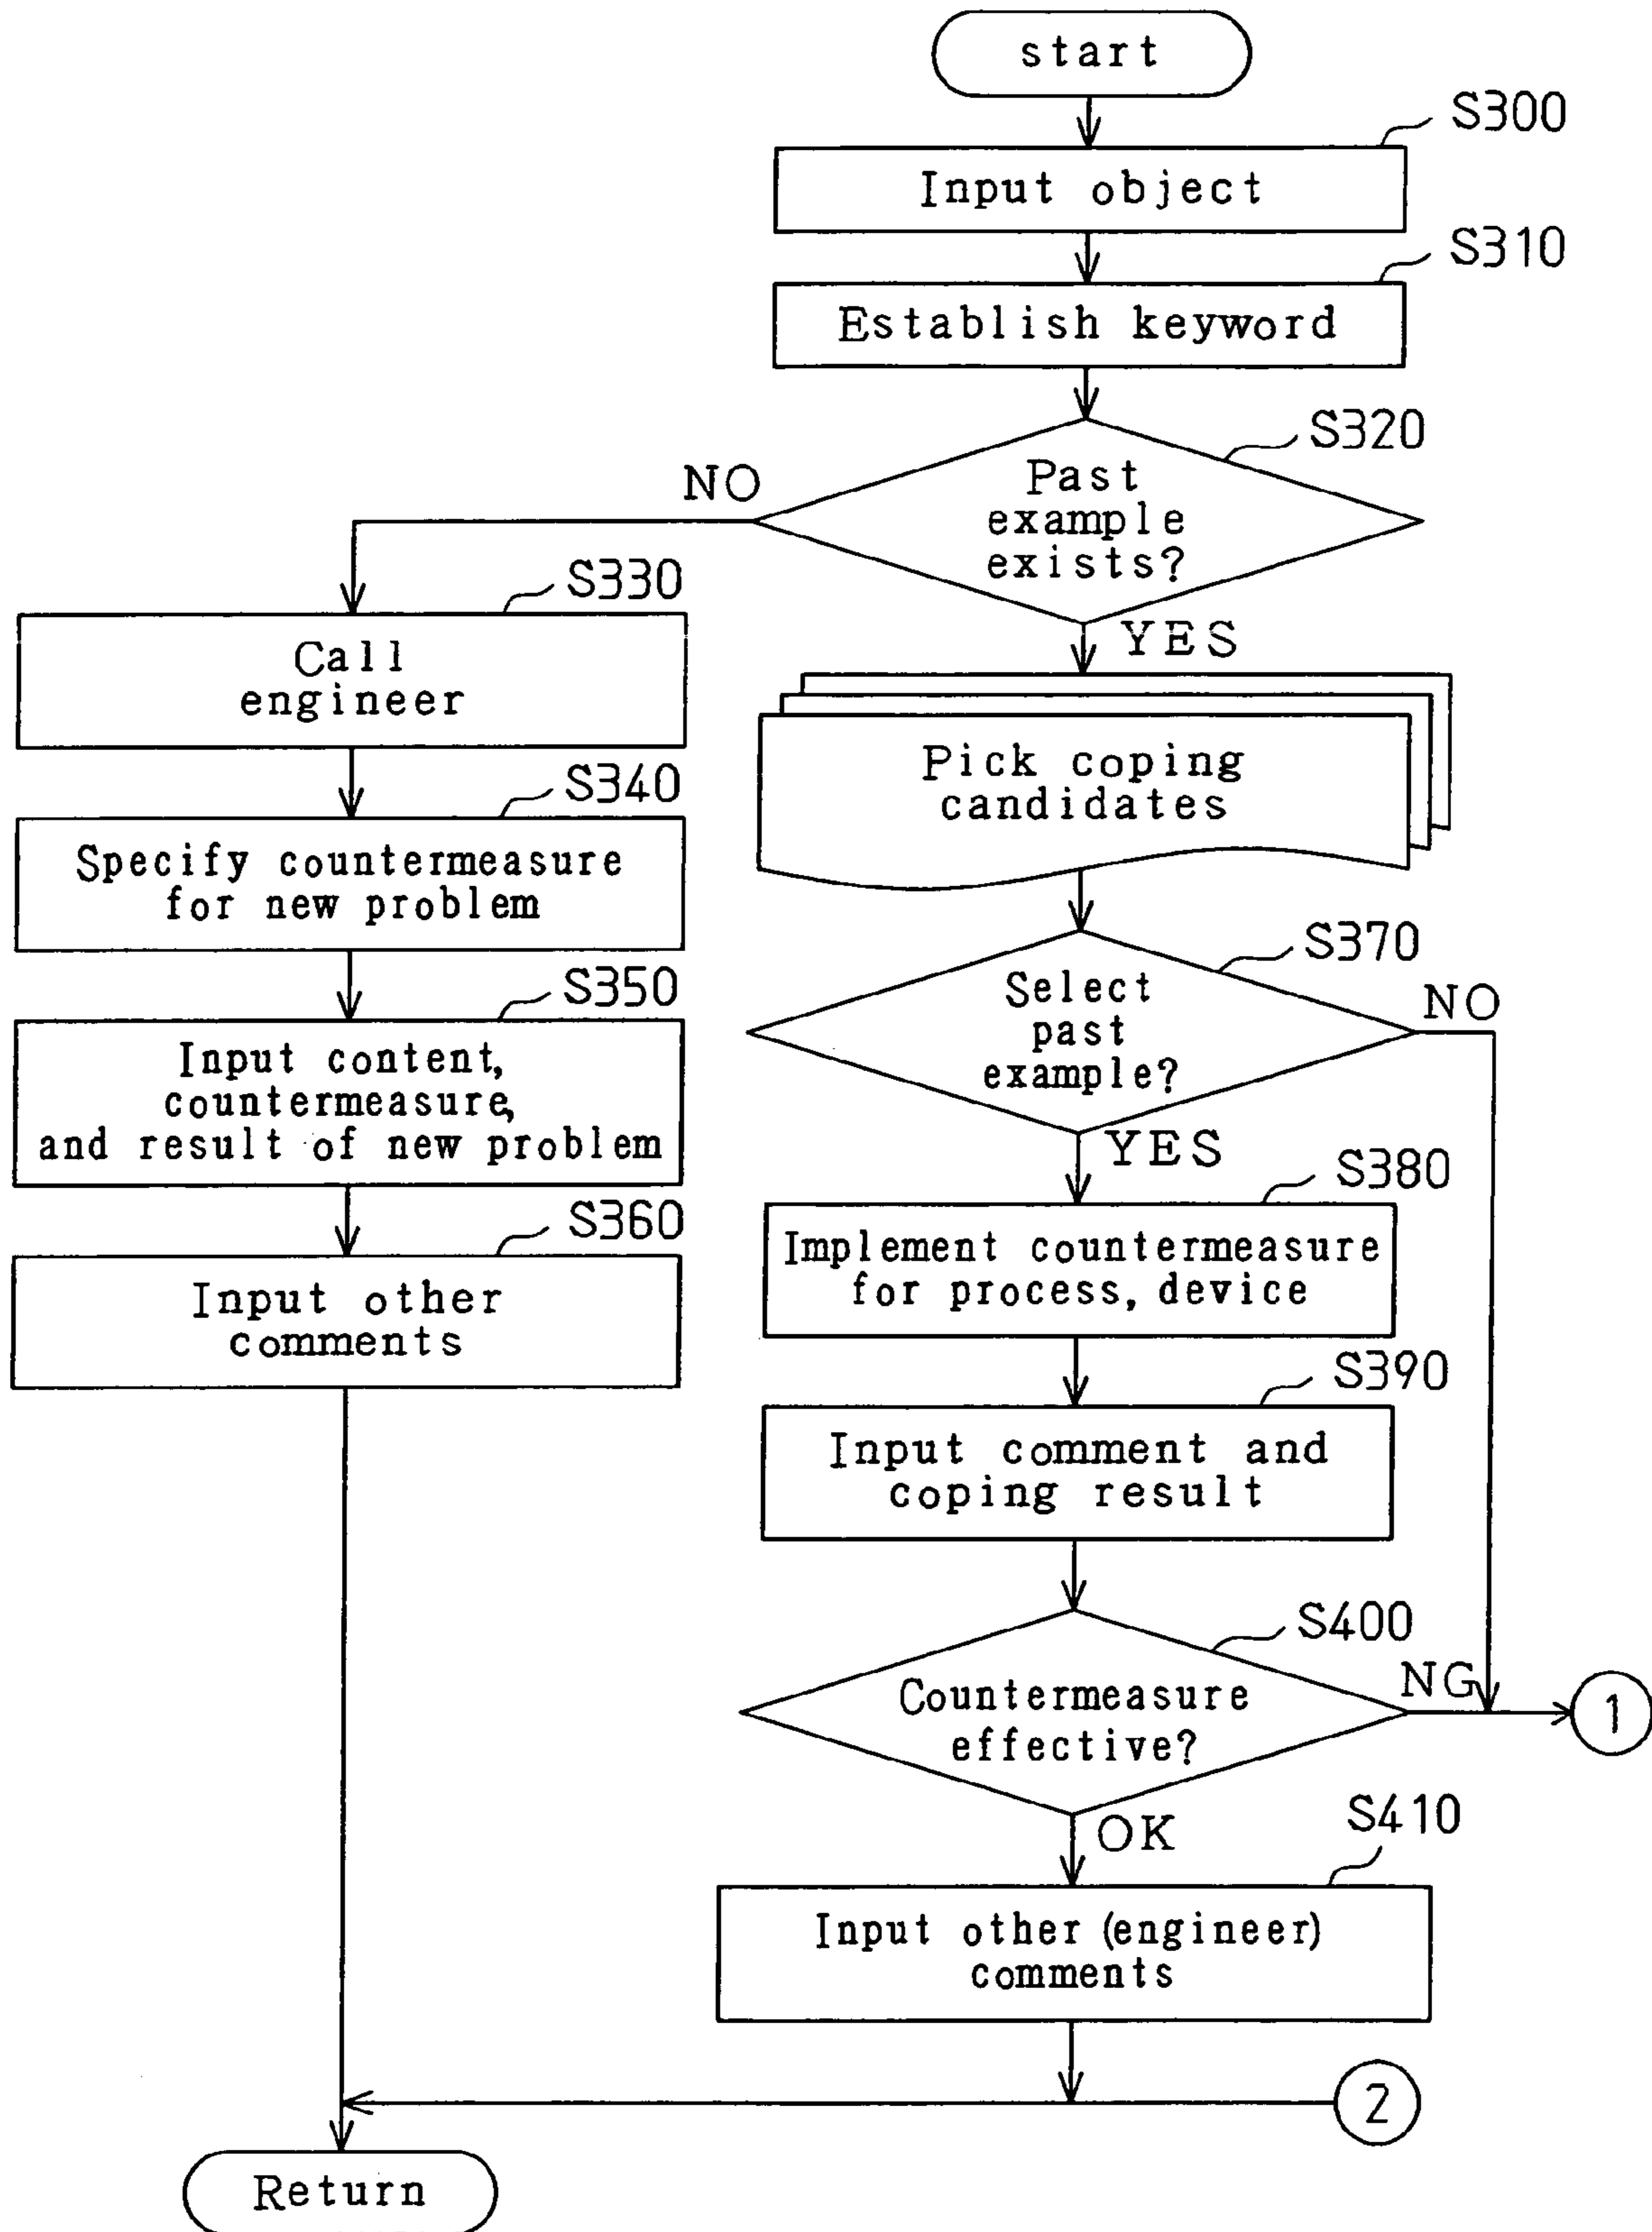 start
S300
Input object
S310
Establish keyword
S320
Past
example
exists?
NO
YES
S330
Call
engineer
S340
Specify countermeasure
for new problem
S350
Input content,
countermeasure,
and result of new problem
S360
Input other
comments
Pick coping
candidates
S370
Select
past
example?
NO
YES
S380
Implement countermeasure
for process, device
S390
Input comment and
coping result
S400
Countermeasure
effective?
NG
1
OK
S410
Input other (engineer)
comments
2
Return